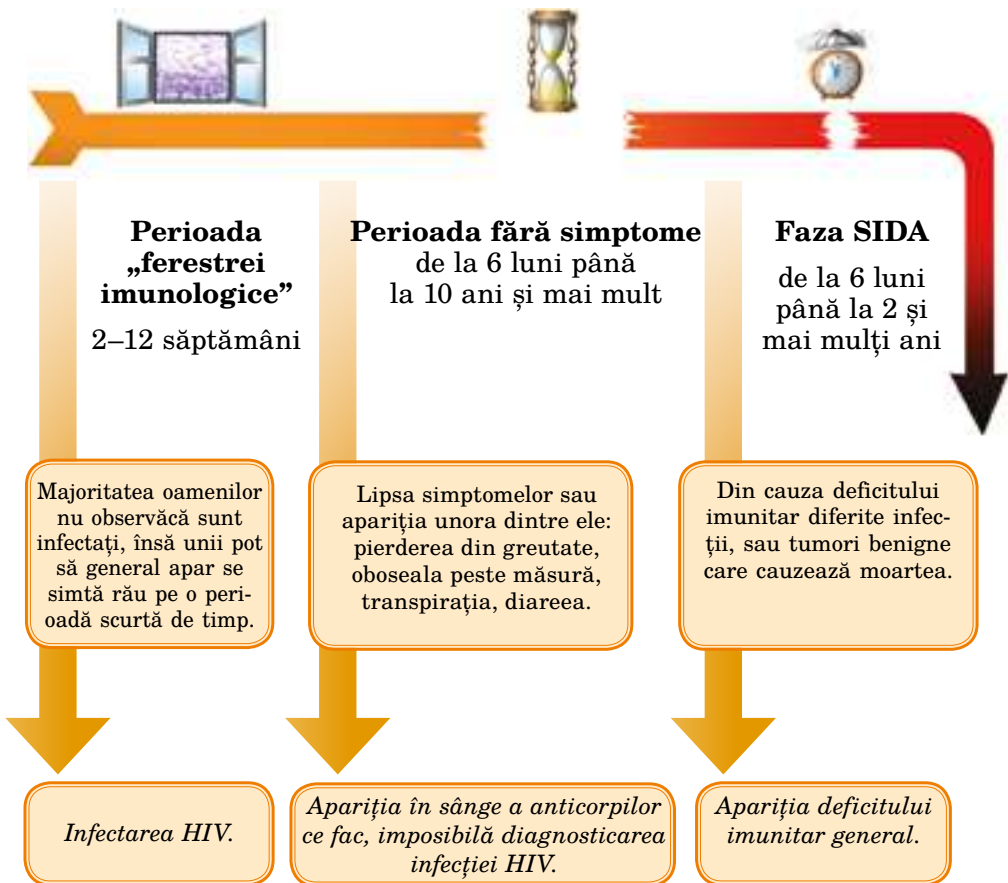 Perioada
„ferestrei
imunologice”
2–12 săptămâni
Perioada fără simptome
de la 6 luni până
la 10 ani și mai mult
Faza SIDA
de la 6 luni
până la 2 și
mai mulți ani
Majoritatea oamenilor
nu observăcă sunt
infectați, însă unii pot
să general apar se
simtă rău pe o peri-
oadă scurtă de timp.
Lipsa simptomelor sau
apariția unora dintre ele:
pierderea din greutate,
oboseala peste măsură,
transpirația, diareea.
Din cauza deficitului
imunitar diferite infec-
ții, sau tumori benigne
care cauzează moartea.
Infectarea HIV.
Apariția în sânge a anticorpilor
ce fac, imposibilă diagnosticarea
infecției HIV.
Apariția deficitului
imunitar general.